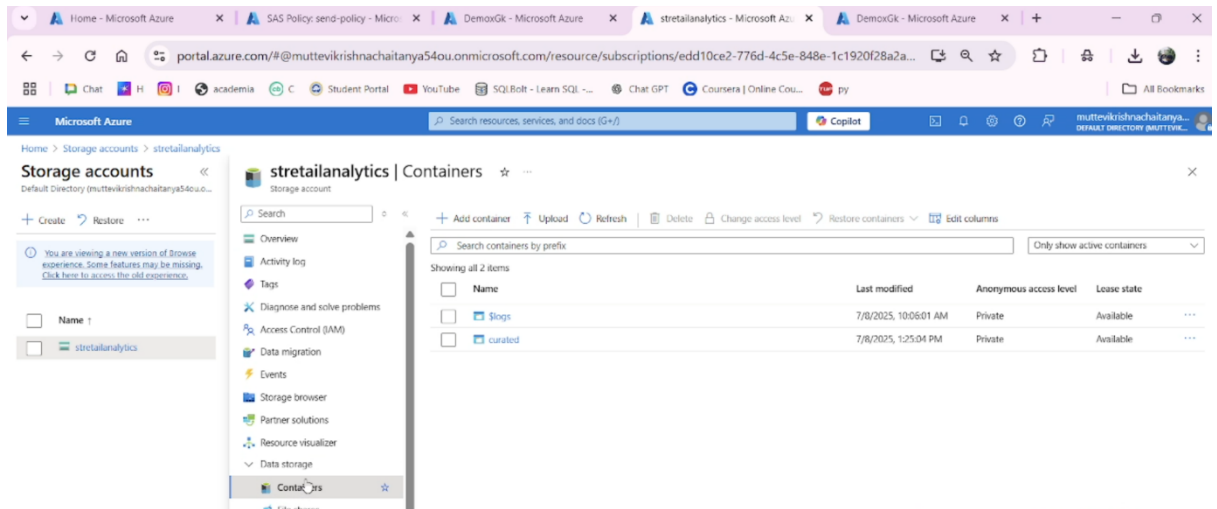 Home - Microsoft Azure
SAS Policy: send-policy - Micro
DemoxGk - Microsoft Azure
stretailanalytics - Microsoft Az
DemoxGk - Microsoft Azure
portal.azure.com/#@muttevikrishnachaitanya54ou.onmicrosoft.com/resource/subscriptions/edd10ce2-776d-4c5e-848e-1c1920f28a2a...
Chat
H
I
academia
C
Student Portal
YouTube
SQLBolt - Learn SQL -...
Chat GPT
Coursera | Online Cou...
py
All Bookmarks
Microsoft Azure
Search resources, services, and docs (G+/)
Copilot
muttevikrishnachaitanya...
DEFAULT DIRECTORY (MUTTEVIK...
Home > Storage accounts > stretailanalytics
Storage accounts
Default Directory (muttevikrishnachaitanya54ou.o...
Create
Restore
You are viewing a new version of Browse
experience. Some features may be missing.
Click here to access the old experience.
Name ↑
stretailanalytics
stretailanalytics | Containers
Storage account
Search
Overview
Activity log
Tags
Diagnose and solve problems
Access Control (IAM)
Data migration
Events
Storage browser
Partner solutions
Resource visualizer
Data storage
Containers
Add container
Upload
Refresh
Delete
Change access level
Restore containers
Edit columns
Search containers by prefix
Only show active containers
Showing all 2 items
Name Last modified Anonymous access level Lease state
$logs 7/8/2025, 10:06:01 AM Private Available ...
curated 7/8/2025, 1:25:04 PM Private Available ...